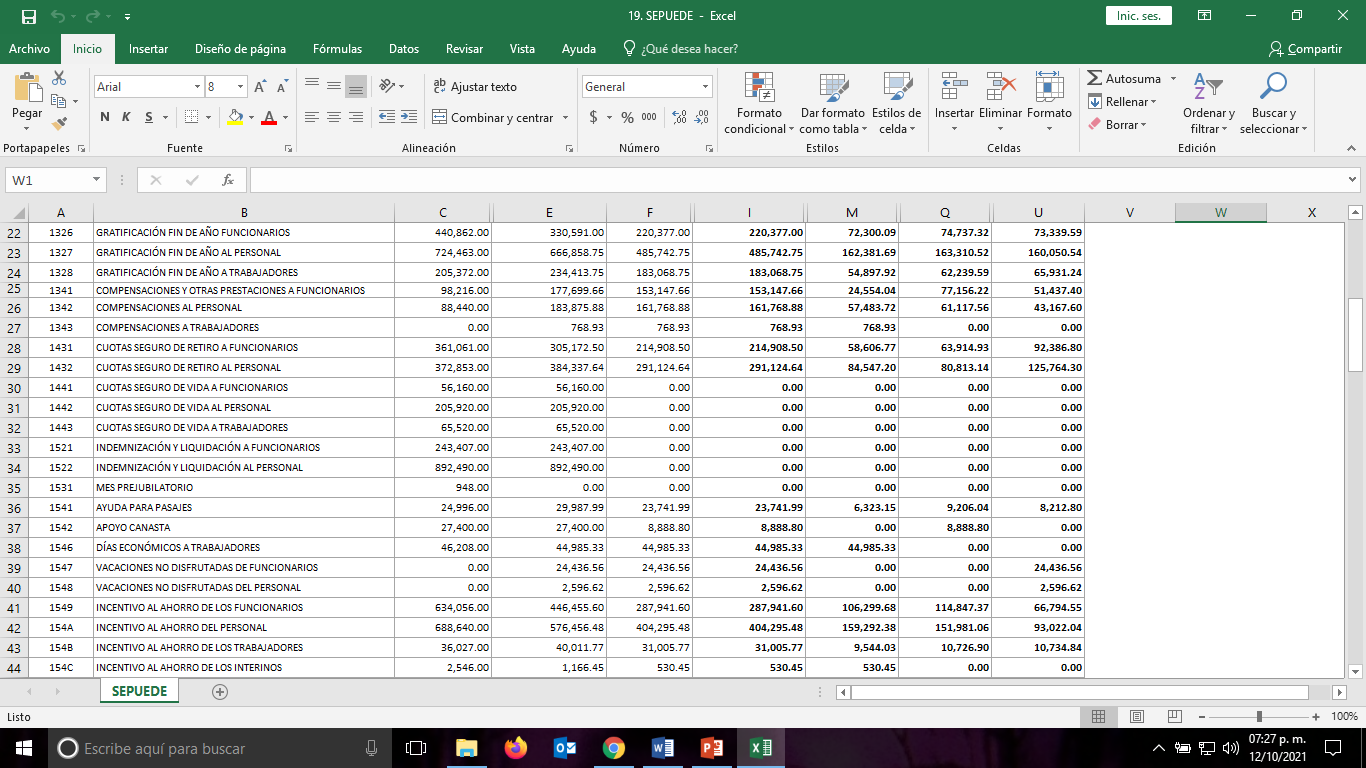 19. SEPUEDE - Excel
Inic. ses.
Archivo Inicio Insertar Diseño de página Fórmulas Datos Revisar Vista Ayuda ¿Qué desea hacer? Compartir
Pegar
Arial 8 A A
N K S A
ab Ajustar texto
Combinar y centrar
General
$ % 000
Formato condicional
Dar formato como tabla
Estilos de celda
Insertar Eliminar Formato
Autosuma
Rellenar
Borrar
Ordenar y filtrar
Buscar y seleccionar
Portapapeles Fuente Alineación Número Estilos Celdas Edición
W1 fx
A B C E F I M Q U V W X
22 1326 GRATIFICACIÓN FIN DE AÑO FUNCIONARIOS 440,862.00 330,591.00 220,377.00 220,377.00 72,300.09 74,737.32 73,339.59
23 1327 GRATIFICACIÓN FIN DE AÑO AL PERSONAL 724,463.00 666,858.75 485,742.75 485,742.75 162,381.69 163,310.52 160,050.54
24 1328 GRATIFICACIÓN FIN DE AÑO A TRABAJADORES 205,372.00 234,413.75 183,068.75 183,068.75 54,897.92 62,239.59 65,931.24
25 1341 COMPENSACIONES Y OTRAS PRESTACIONES A FUNCIONARIOS 98,216.00 177,699.66 153,147.66 153,147.66 24,554.04 77,156.22 51,437.40
26 1342 COMPENSACIONES AL PERSONAL 88,440.00 183,875.88 161,768.88 161,768.88 57,483.72 61,117.56 43,167.60
27 1343 COMPENSACIONES A TRABAJADORES 0.00 768.93 768.93 768.93 768.93 0.00 0.00
28 1431 CUOTAS SEGURO DE RETIRO A FUNCIONARIOS 361,061.00 305,172.50 214,908.50 214,908.50 58,606.77 63,914.93 92,386.80
29 1432 CUOTAS SEGURO DE RETIRO AL PERSONAL 372,853.00 384,337.64 291,124.64 291,124.64 84,547.20 80,813.14 125,764.30
30 1441 CUOTAS SEGURO DE VIDA A FUNCIONARIOS 56,160.00 56,160.00 0.00 0.00 0.00 0.00 0.00
31 1442 CUOTAS SEGURO DE VIDA AL PERSONAL 205,920.00 205,920.00 0.00 0.00 0.00 0.00 0.00
32 1443 CUOTAS SEGURO DE VIDA A TRABAJADORES 65,520.00 65,520.00 0.00 0.00 0.00 0.00 0.00
33 1521 INDEMNIZACIÓN Y LIQUIDACIÓN A FUNCIONARIOS 243,407.00 243,407.00 0.00 0.00 0.00 0.00 0.00
34 1522 INDEMNIZACIÓN Y LIQUIDACIÓN AL PERSONAL 892,490.00 892,490.00 0.00 0.00 0.00 0.00 0.00
35 1531 MES PREJUBILATORIO 948.00 0.00 0.00 0.00 0.00 0.00 0.00
36 1541 AYUDA PARA PASAJES 24,996.00 29,987.99 23,741.99 23,741.99 6,323.15 9,206.04 8,212.80
37 1542 APOYO CANASTA 27,400.00 27,400.00 8,888.80 8,888.80 0.00 8,888.80 0.00
38 1546 DÍAS ECONÓMICOS A TRABAJADORES 46,208.00 44,985.33 44,985.33 44,985.33 44,985.33 0.00 0.00
39 1547 VACACIONES NO DISFRUTADAS DE FUNCIONARIOS 0.00 24,436.56 24,436.56 24,436.56 0.00 0.00 24,436.56
40 1548 VACACIONES NO DISFRUTADAS DEL PERSONAL 0.00 2,596.62 2,596.62 2,596.62 0.00 0.00 2,596.62
41 1549 INCENTIVO AL AHORRO DE LOS FUNCIONARIOS 634,056.00 446,455.60 287,941.60 287,941.60 106,299.68 114,847.37 66,794.55
42 154A INCENTIVO AL AHORRO DEL PERSONAL 688,640.00 576,456.48 404,295.48 404,295.48 159,292.38 151,981.06 93,022.04
43 154B INCENTIVO AL AHORRO DE LOS TRABAJADORES 36,027.00 40,011.77 31,005.77 31,005.77 9,544.03 10,726.90 10,734.84
44 154C INCENTIVO AL AHORRO DE LOS INTERINOS 2,546.00 1,166.45 530.45 530.45 530.45 0.00 0.00
SEPUEDE
Listo 100%
Escribe aquí para buscar
07:27 p. m.
12/10/2021